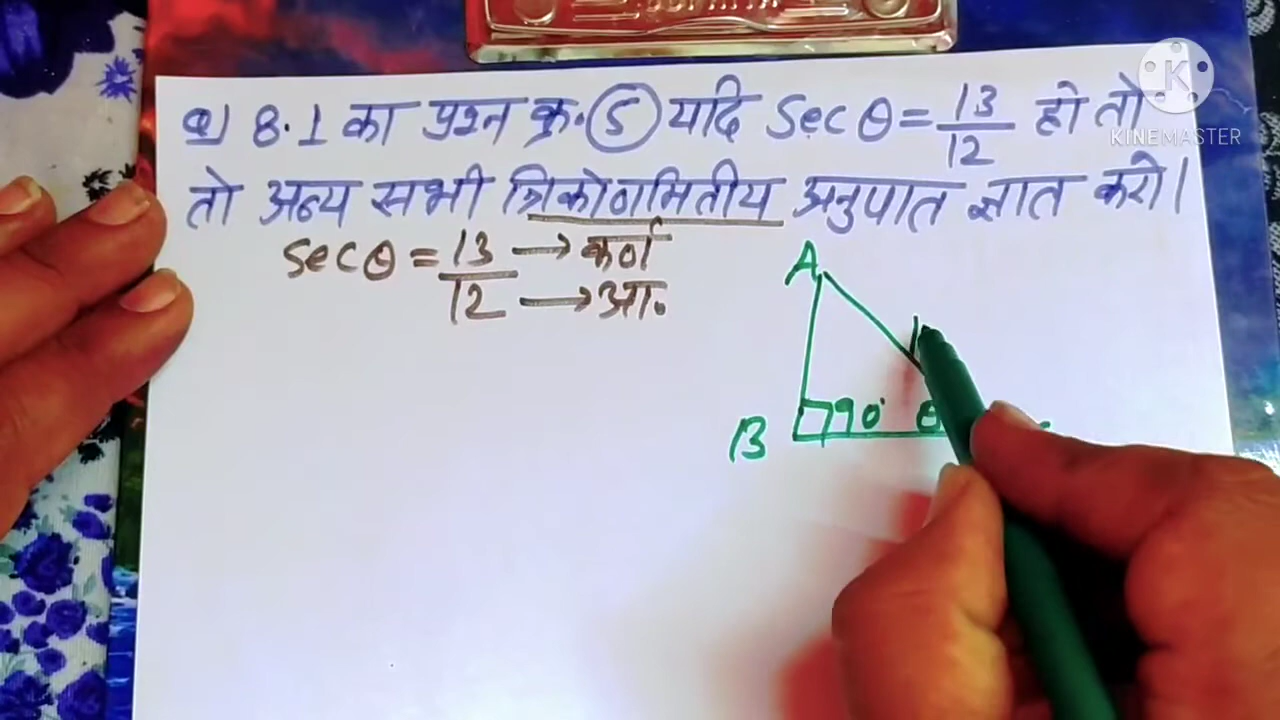 Q) 8.1 का प्रश्न क्र. 5 यदि Sec θ = 13/12 हो तो
तो अन्य सभी त्रिकोणमितीय अनुपात ज्ञात करो।
Sec θ = 13/12 → कर्ण
→ आ.
A
90° θ
B
K
KINEMASTER